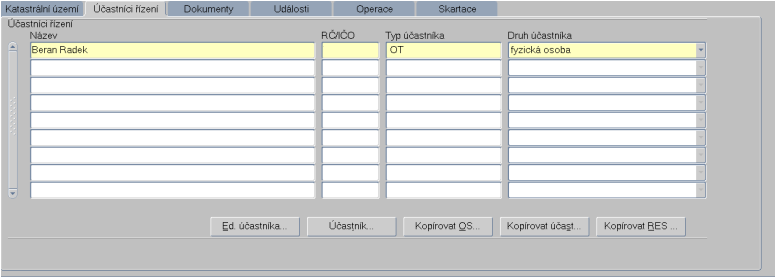 Katastrální území Účastníci řízení Dokumenty Události Operace Skartace
Účastníci řízení
Název RČ/IČO Typ účastníka Druh účastníka
Beran Radek OT fyzická osoba
Ed. účastníka... Účastník... Kopírovat OS... Kopírovat účast... Kopírovat RES ...